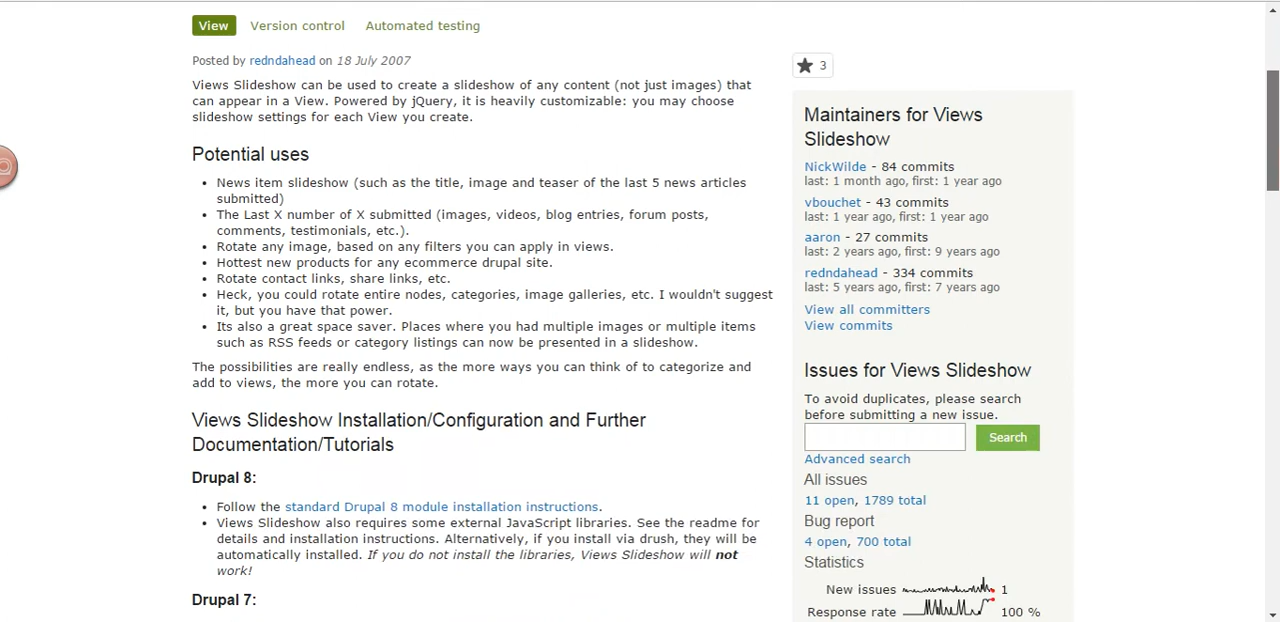 View Version control Automated testing
Posted by redndahead on 18 July 2007
Views Slideshow can be used to create a slideshow of any content (not just images) that
can appear in a View. Powered by jQuery, it is heavily customizable: you may choose
slideshow settings for each View you create.
Potential uses
• News item slideshow (such as the title, image and teaser of the last 5 news articles
submitted)
• The Last X number of X submitted (images, videos, blog entries, forum posts,
comments, testimonials, etc.).
• Rotate any image, based on any filters you can apply in views.
• Hottest new products for any ecommerce drupal site.
• Rotate contact links, share links, etc.
• Heck, you could rotate entire nodes, categories, image galleries, etc. I wouldn't suggest
it, but you have that power.
• Its also a great space saver. Places where you had multiple images or multiple items
such as RSS feeds or category listings can now be presented in a slideshow.
The possibilities are really endless, as the more ways you can think of to categorize and
add to views, the more you can rotate.
Views Slideshow Installation/Configuration and Further
Documentation/Tutorials
Drupal 8:
• Follow the standard Drupal 8 module installation instructions.
• Views Slideshow also requires some external JavaScript libraries. See the readme for
details and installation instructions. Alternatively, if you install via drush, they will be
automatically installed. If you do not install the libraries, Views Slideshow will not
work!
Drupal 7:
3
Maintainers for Views
Slideshow
NickWilde - 84 commits
last: 1 month ago, first: 1 year ago
vbouchet - 43 commits
last: 1 year ago, first: 1 year ago
aaron - 27 commits
last: 2 years ago, first: 9 years ago
redndahead - 334 commits
last: 5 years ago, first: 7 years ago
View all committers
View commits
Issues for Views Slideshow
To avoid duplicates, please search
before submitting a new issue.
Search
Advanced search
All issues
11 open, 1789 total
Bug report
4 open, 700 total
Statistics
New issues 1
Response rate 100 %